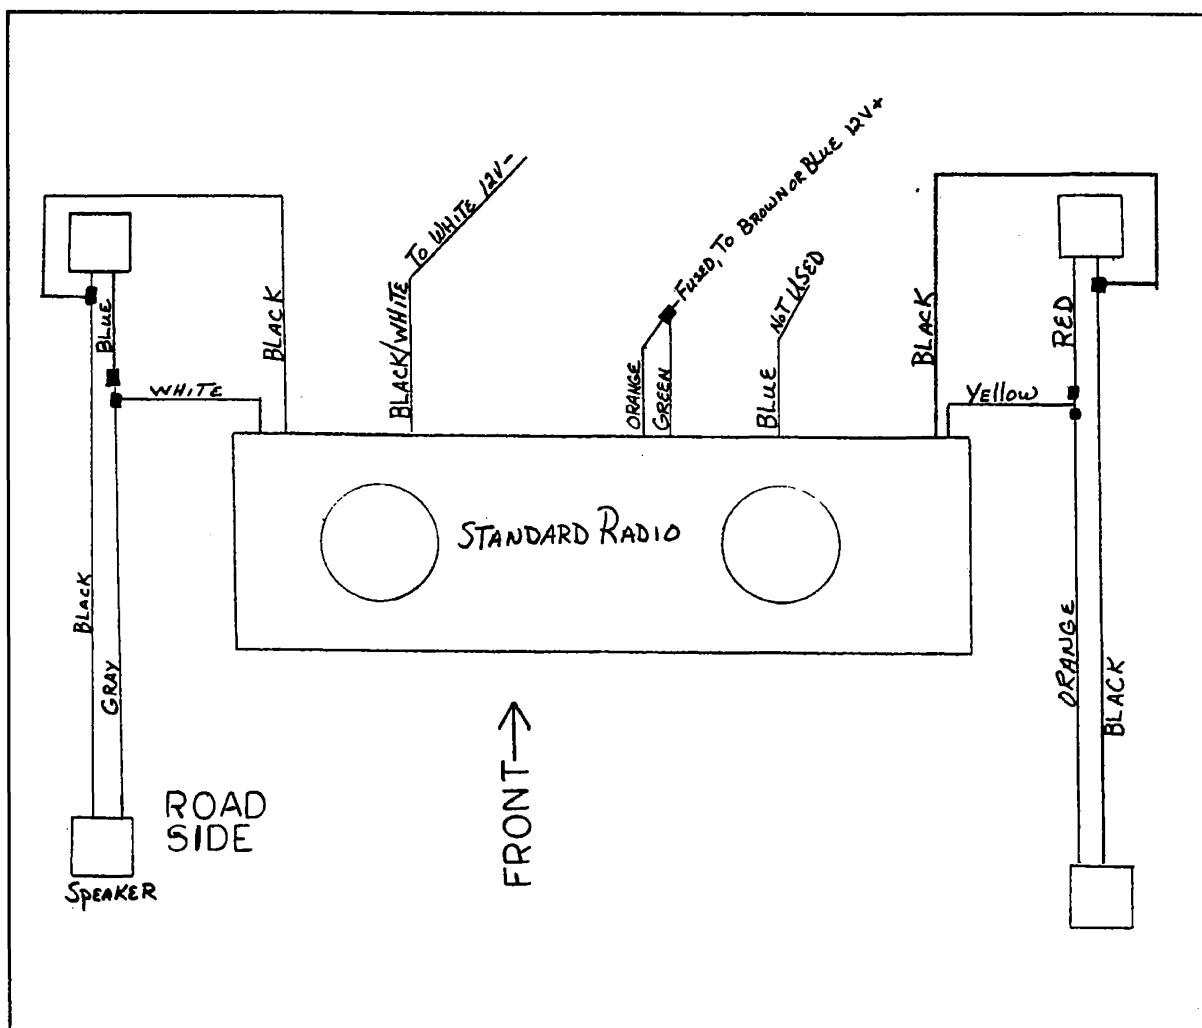 To WHITE 12V-
FUSED, To BROWN OR BLUE 12V+
NOT USED
BLUE
BLACK
BLACK/WHITE
ORANGE
GREEN
BLUE
BLACK
RED
WHITE
Yellow
STANDARD RADIO
BLACK
GRAY
ORANGE
BLACK
ROAD
SIDE
FRONT
SPEAKER